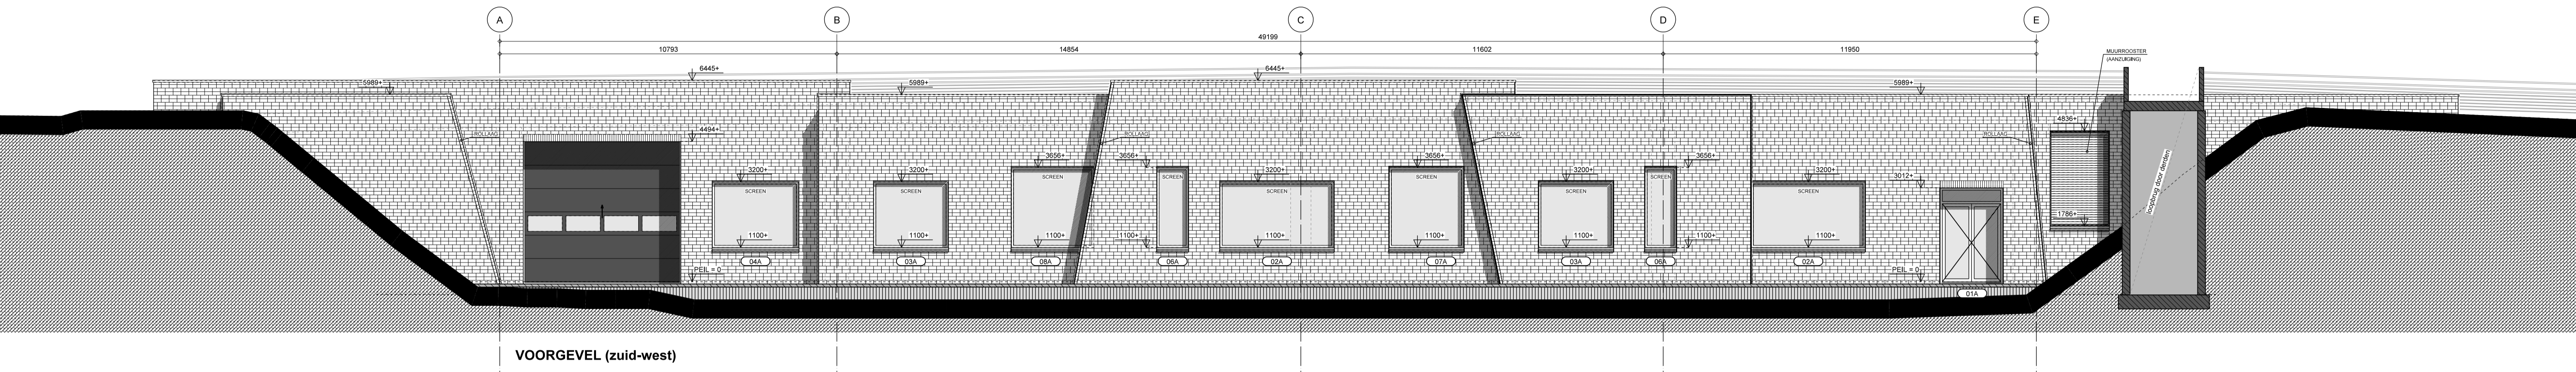 A B C D E
49199
10793 14854 11602 11950
MUURROOSTER
(AANZUIGING)
6445+ 6445+
5989+ 5989+ 5989+
4494+ 4836+
ROLLAAG ROLLAAG ROLLAAG ROLLAAG
3656+ 3656+ 3656+ 3656+
3200+ 3200+ 3200+ 3200+ 3200+
3012+
SCREEN SCREEN SCREEN SCREEN SCREEN SCREEN SCREEN SCREEN SCREEN
loopbrug door derden
1786+
1100+ 1100+ 1100+ 1100+ 1100+ 1100+ 1100+ 1100+ 1100+
04A 03A 08A 06A 02A 07A 03A 06A 02A
PEIL = 0 PEIL = 0
01A
VOORGEVEL (zuid-west)